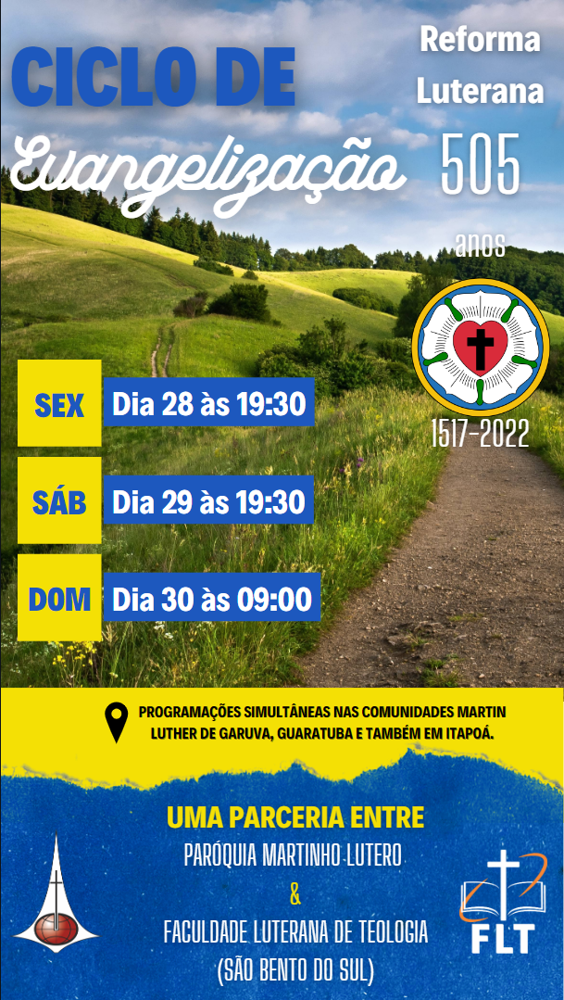 CICLO DE
Evangelização
Reforma
Luterana
505
anos
1517-2022
SEX
Dia 28 às 19:30
SÁB
Dia 29 às 19:30
DOM
Dia 30 às 09:00
PROGRAMAÇÕES SIMULTÂNEAS NAS COMUNIDADES MARTIN
LUTHER DE GARUVA, GUARATUBA E TAMBÉM EM ITAPOÁ.
UMA PARCERIA ENTRE
PARÓQUIA MARTINHO LUTERO
&
FACULDADE LUTERANA DE TEOLOGIA
(SÃO BENTO DO SUL)
FLT